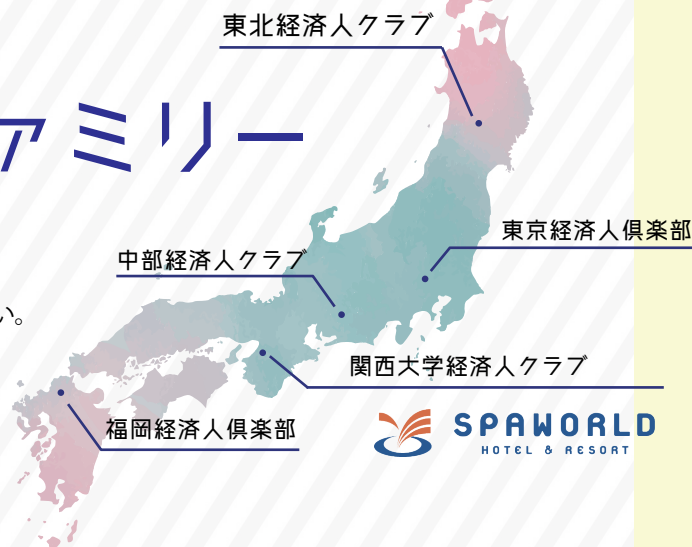 東北経済人クラブ
ァミリー
東京経済人倶楽部
中部経済人クラブ
い。
関西大学経済人クラブ
福岡経済人倶楽部
SPAWORLD
HOTEL & RESORT